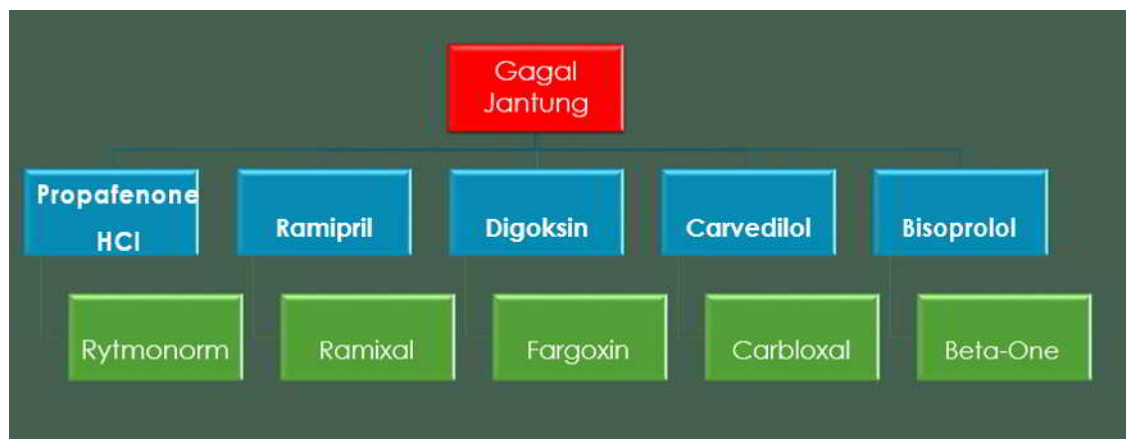 Gagal
Jantung
Propafenone
HCl
Ramipril
Digoksin
Carvedilol
Bisoprolol
Rytmonorm
Ramixal
Fargoxin
Carbloxal
Beta-One